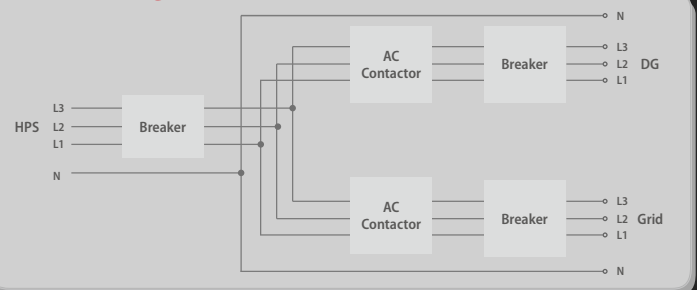 N
L3
L2 DG
L1
AC
Contactor
Breaker
HPS
L3
L2
L1
N
Breaker
AC
Contactor
Breaker
L3
L2 Grid
L1
N